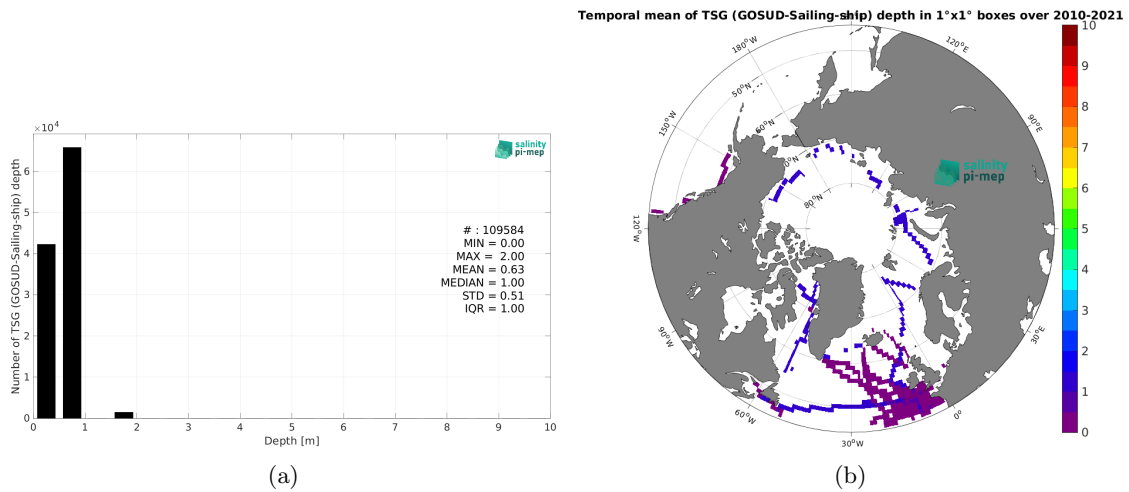 Temporal mean of TSG (GOSUD-Sailing-ship) depth in 1°x1° boxes over 2010-2021
×10⁴
Number of TSG (GOSUD-Sailing-ship) depth
6
5
4
3
2
1
0
0 1 2 3 4 5 6 7 8 9 10
Depth [m]
salinity
pi-mep
# : 109584
MIN = 0.00
MAX = 2.00
MEAN = 0.63
MEDIAN = 1.00
STD = 0.51
IQR = 1.00
180°W
120°E
150°W
90°E
120°W
90°W
60°W
30°W
0°
30°E
50°N
60°N
0°N
80°N
salinity
pi-mep
10
9
8
7
6
5
4
3
2
1
0
(a)
(b)